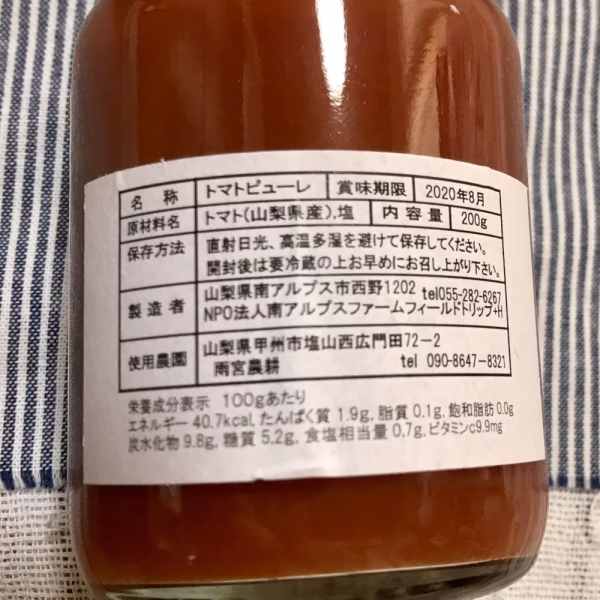 名 称 トマトピューレ 賞味期限 2020年8月
原材料名 トマト(山梨県産),塩 内 容 量 200g
保存方法 直射日光、高温多湿を避けて保存してください。
開封後は要冷蔵の上お早めにお召し上がり下さい。
製 造 者 山梨県南アルプス市西野1202 tel055-282-6267
NPO法人南アルプスファームフィールドトリップ+H
使用農園 山梨県甲州市塩山西広門田72-2
雨宮農耕 tel 090-8647-8321
栄養成分表示 100gあたり
エネルギー 40.7kcal, たんぱく質 1.9g, 脂質 0.1g, 飽和脂肪 0.0g
炭水化物 9.8g, 糖質 5.2g, 食塩相当量 0.7g, ビタミンc9.9mg